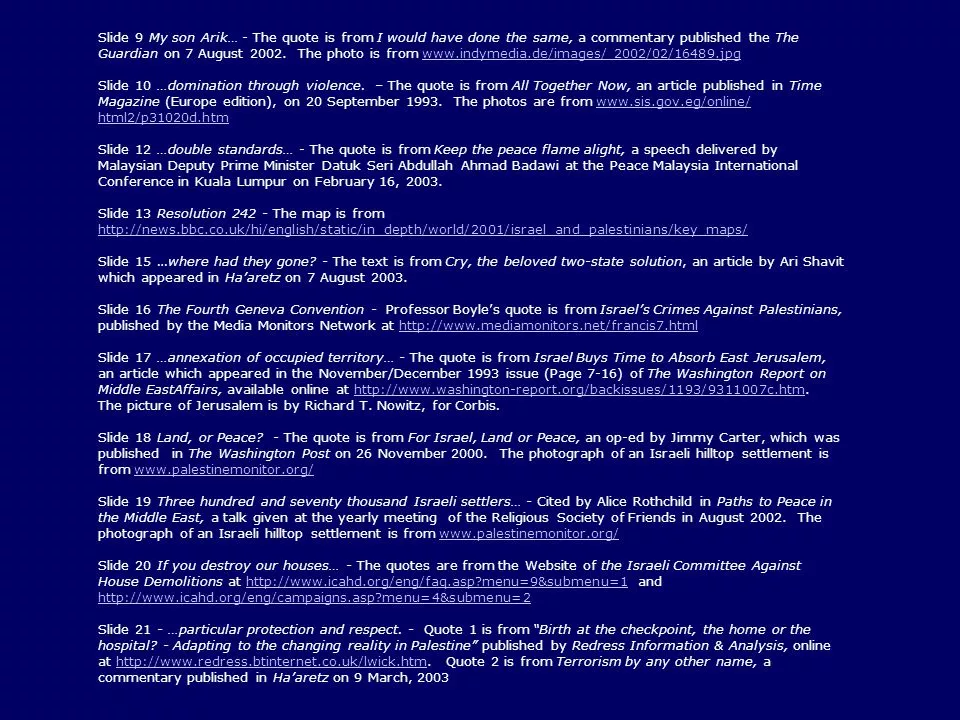 Slide 9 My son Arik… - The quote is from I would have done the same, a commentary published the The
Guardian on 7 August 2002. The photo is from www.indymedia.de/images/_2002/02/16489.jpg
Slide 10 …domination through violence. – The quote is from All Together Now, an article published in Time
Magazine (Europe edition), on 20 September 1993. The photos are from www.sis.gov.eg/online/
html2/p31020d.htm
Slide 12 …double standards… - The quote is from Keep the peace flame alight, a speech delivered by
Malaysian Deputy Prime Minister Datuk Seri Abdullah Ahmad Badawi at the Peace Malaysia International
Conference in Kuala Lumpur on February 16, 2003.
Slide 13 Resolution 242 - The map is from
http://news.bbc.co.uk/hi/english/static/in_depth/world/2001/israel_and_palestinians/key_maps/
Slide 15 …where had they gone? - The text is from Cry, the beloved two-state solution, an article by Ari Shavit
which appeared in Ha’aretz on 7 August 2003.
Slide 16 The Fourth Geneva Convention - Professor Boyle’s quote is from Israel’s Crimes Against Palestinians,
published by the Media Monitors Network at http://www.mediamonitors.net/francis7.html
Slide 17 …annexation of occupied territory… - The quote is from Israel Buys Time to Absorb East Jerusalem,
an article which appeared in the November/December 1993 issue (Page 7-16) of The Washington Report on
Middle EastAffairs, available online at http://www.washington-report.org/backissues/1193/9311007c.htm.
The picture of Jerusalem is by Richard T. Nowitz, for Corbis.
Slide 18 Land, or Peace? - The quote is from For Israel, Land or Peace, an op-ed by Jimmy Carter, which was
published in The Washington Post on 26 November 2000. The photograph of an Israeli hilltop settlement is
from www.palestinemonitor.org/
Slide 19 Three hundred and seventy thousand Israeli settlers… - Cited by Alice Rothchild in Paths to Peace in
the Middle East, a talk given at the yearly meeting of the Religious Society of Friends in August 2002. The
photograph of an Israeli hilltop settlement is from www.palestinemonitor.org/
Slide 20 If you destroy our houses… - The quotes are from the Website of the Israeli Committee Against
House Demolitions at http://www.icahd.org/eng/faq.asp?menu=9&submenu=1 and
http://www.icahd.org/eng/campaigns.asp?menu=4&submenu=2
Slide 21 - …particular protection and respect. - Quote 1 is from “Birth at the checkpoint, the home or the
hospital? - Adapting to the changing reality in Palestine” published by Redress Information & Analysis, online
at http://www.redress.btinternet.co.uk/lwick.htm. Quote 2 is from Terrorism by any other name, a
commentary published in Ha’aretz on 9 March, 2003